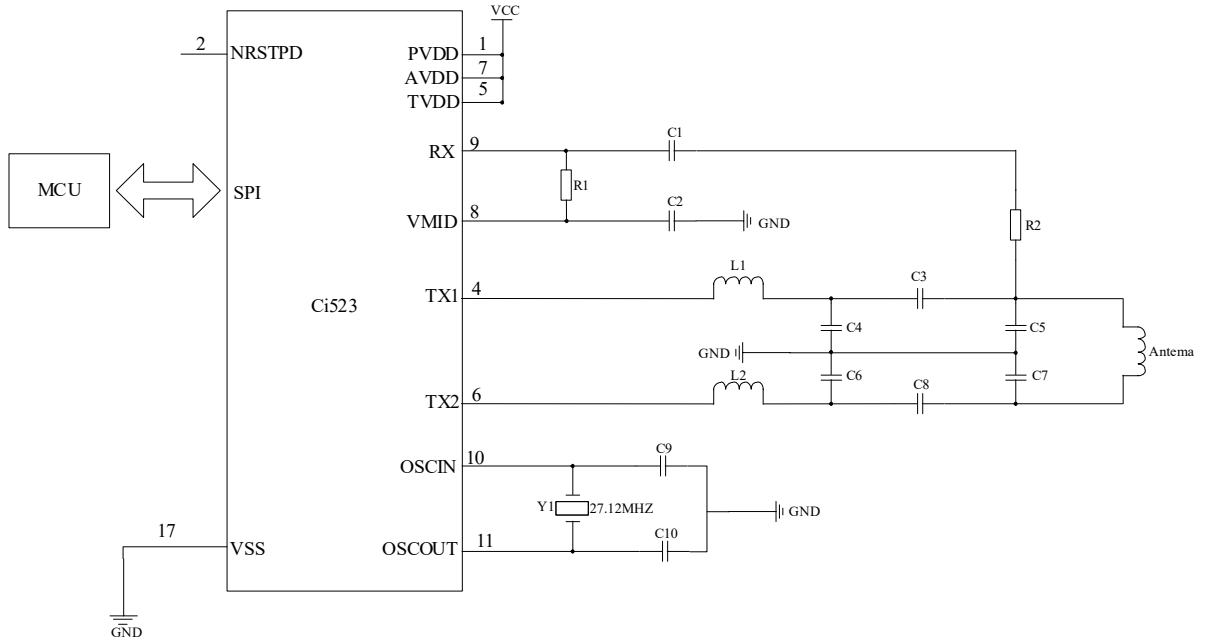 VCC
2
NRSTPD
PVDD
1
AVDD
7
TVDD
5
RX
9
C1
MCU
SPI
R1
VMID
8
C2
GND
R2
Ci523
TX1
4
L1
C3
C4
C5
GND
Antema
L2
C6
C7
TX2
6
C8
OSCIN
10
C9
Y1
27.12MHZ
GND
17
VSS
OSCOUT
11
C10
GND